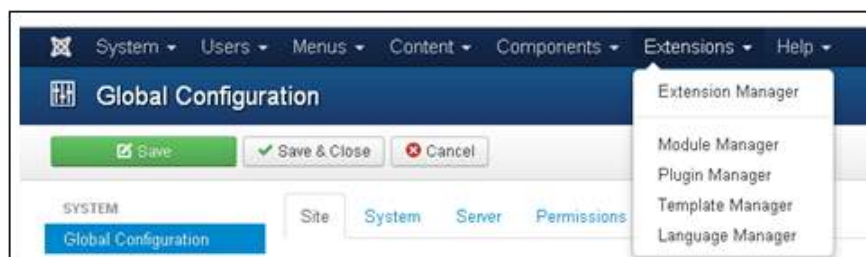 System Users Menus Content Components Extensions Help
Global Configuration
Extension Manager
Save Save & Close Cancel
Module Manager
Plugin Manager
Template Manager
Language Manager
SYSTEM
Site System Server Permissions
Global Configuration